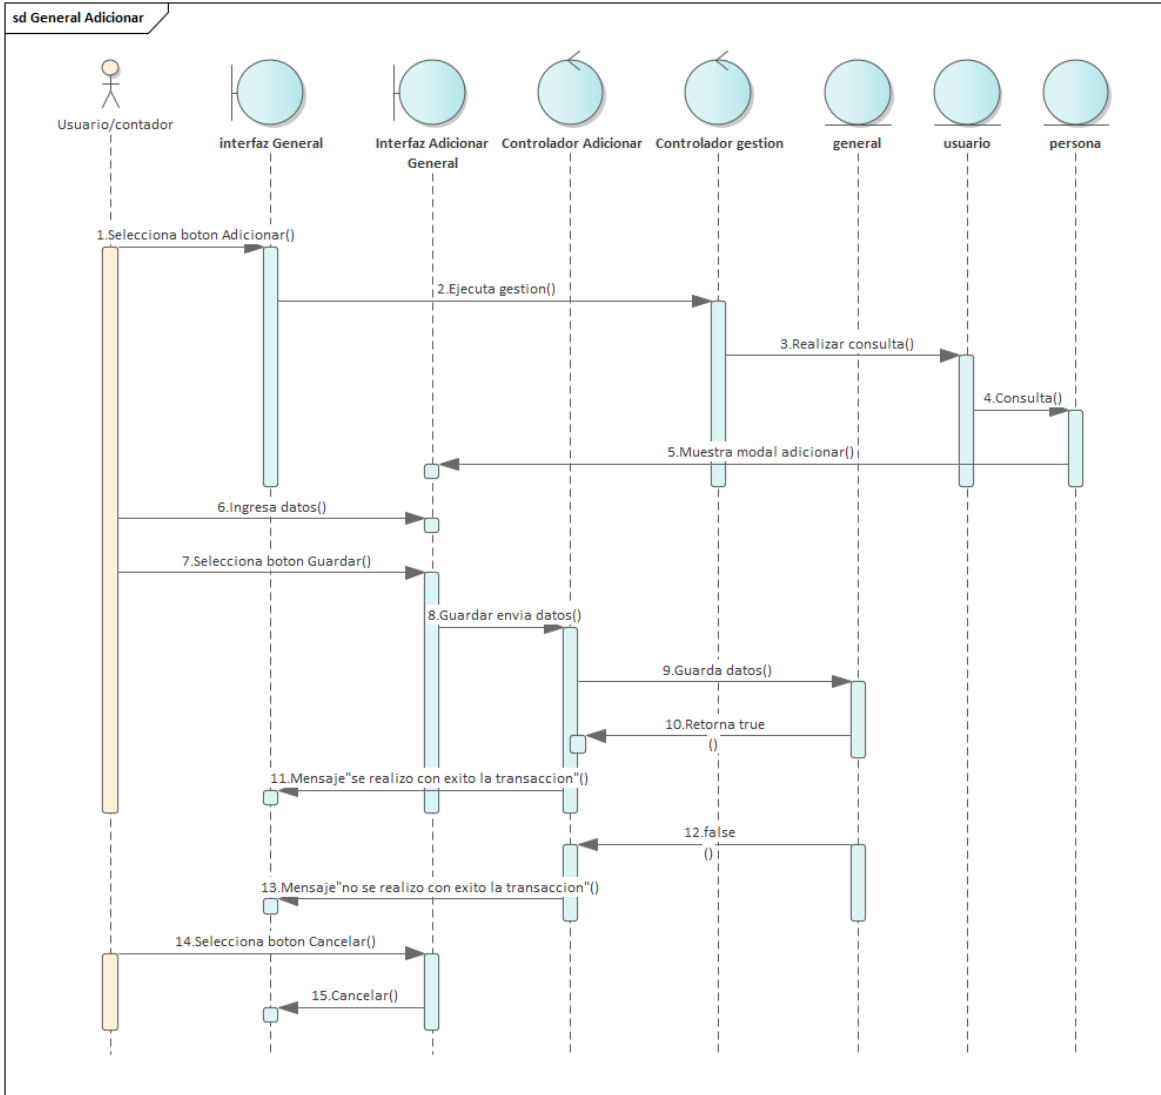 sd General Adicionar
Usuario/contador
interfaz General
Interfaz Adicionar
General
Controlador Adicionar
Controlador gestion
general
usuario
persona
1.Selecciona boton Adicionar()
2.Ejecuta gestion()
3.Realizar consulta()
4.Consulta()
5.Muestra modal adicionar()
6.Ingresa datos()
7.Selecciona boton Guardar()
8.Guardar envia datos()
9.Guarda datos()
10.Retorna true
()
11.Mensaje"se realizo con exito la transaccion"()
12.false
()
13.Mensaje"no se realizo con exito la transaccion"()
14.Selecciona boton Cancelar()
15.Cancelar()